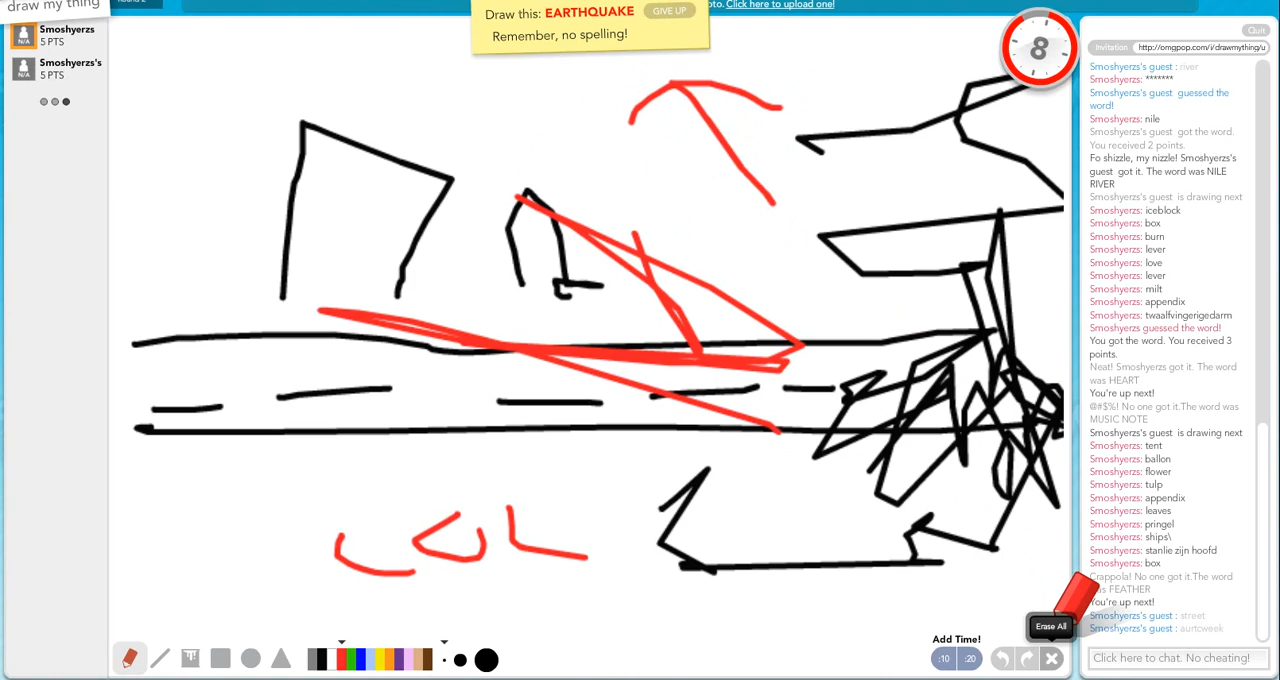 draw my thing
Round 2
oto. Click here to upload one!
Draw this: EARTHQUAKE
GIVE UP
Remember, no spelling!
8
Quit
Smoshyerzs
5 PTS
N/A
Smoshyerzs's
5 PTS
N/A
Invitation http://omgpop.com/i/drawmything/u
Smoshyerzs's guest : river
Smoshyerzs: *******
Smoshyerzs's guest guessed the
word!
Smoshyerzs: nile
Smoshyerzs's guest got the word.
You received 2 points.
Fo shizzle, my nizzle! Smoshyerzs's
guest got it. The word was NILE
RIVER
Smoshyerzs's guest is drawing next
Smoshyerzs: iceblock
Smoshyerzs: box
Smoshyerzs: burn
Smoshyerzs: lever
Smoshyerzs: love
Smoshyerzs: lever
Smoshyerzs: milt
Smoshyerzs: appendix
Smoshyerzs: twaalfvingerigedarm
Smoshyerzs guessed the word!
You got the word. You received 3
points.
Neat! Smoshyerzs got it. The word
was HEART
You're up next!
@#$%! No one got it.The word was
MUSIC NOTE
Smoshyerzs's guest is drawing next
Smoshyerzs: tent
Smoshyerzs: ballon
Smoshyerzs: flower
Smoshyerzs: tulp
Smoshyerzs: appendix
Smoshyerzs: leaves
Smoshyerzs: pringel
Smoshyerzs: ships\
Smoshyerzs: stanlie zijn hoofd
Smoshyerzs: box
Crappola! No one got it.The word
was FEATHER
You're up next!
Smoshyerzs's guest : street
Smoshyerzs's guest : aurtoweek
Erase All
Add Time!
:10 :20
Click here to chat. No cheating!